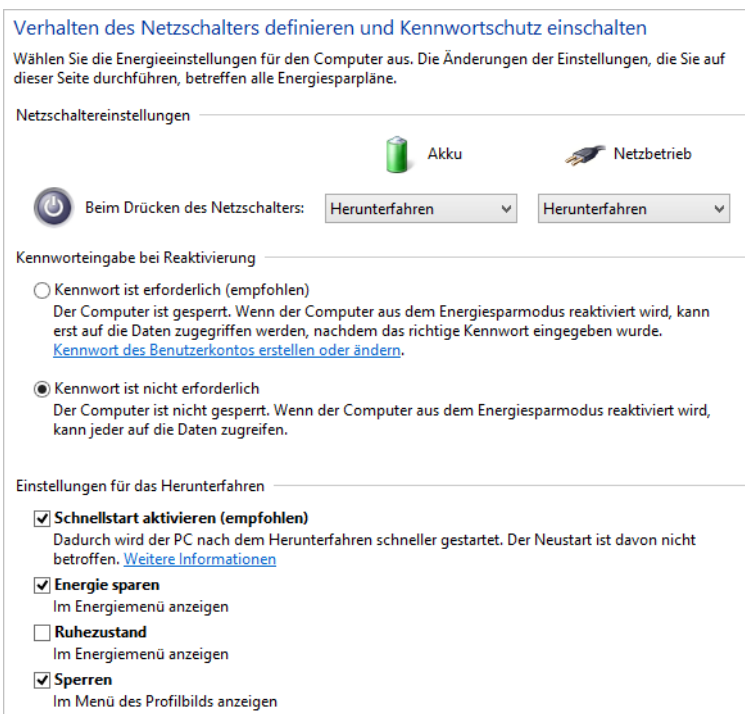 Verhalten des Netzschalters definieren und Kennwortschutz einschalten
Wählen Sie die Energieeinstellungen für den Computer aus. Die Änderungen der Einstellungen, die Sie auf
dieser Seite durchführen, betreffen alle Energiesparpläne.
Netzschaltereinstellungen
Akku Netzbetrieb
Beim Drücken des Netzschalters: Herunterfahren Herunterfahren
Kennworteingabe bei Reaktivierung
Kennwort ist erforderlich (empfohlen)
Der Computer ist gesperrt. Wenn der Computer aus dem Energiesparmodus reaktiviert wird, kann
erst auf die Daten zugegriffen werden, nachdem das richtige Kennwort eingegeben wurde.
Kennwort des Benutzerkontos erstellen oder ändern.
Kennwort ist nicht erforderlich
Der Computer ist nicht gesperrt. Wenn der Computer aus dem Energiesparmodus reaktiviert wird,
kann jeder auf die Daten zugreifen.
Einstellungen für das Herunterfahren
Schnellstart aktivieren (empfohlen)
Dadurch wird der PC nach dem Herunterfahren schneller gestartet. Der Neustart ist davon nicht
betroffen. Weitere Informationen
Energie sparen
Im Energiemenü anzeigen
Ruhezustand
Im Energiemenü anzeigen
Sperren
Im Menü des Profilbilds anzeigen